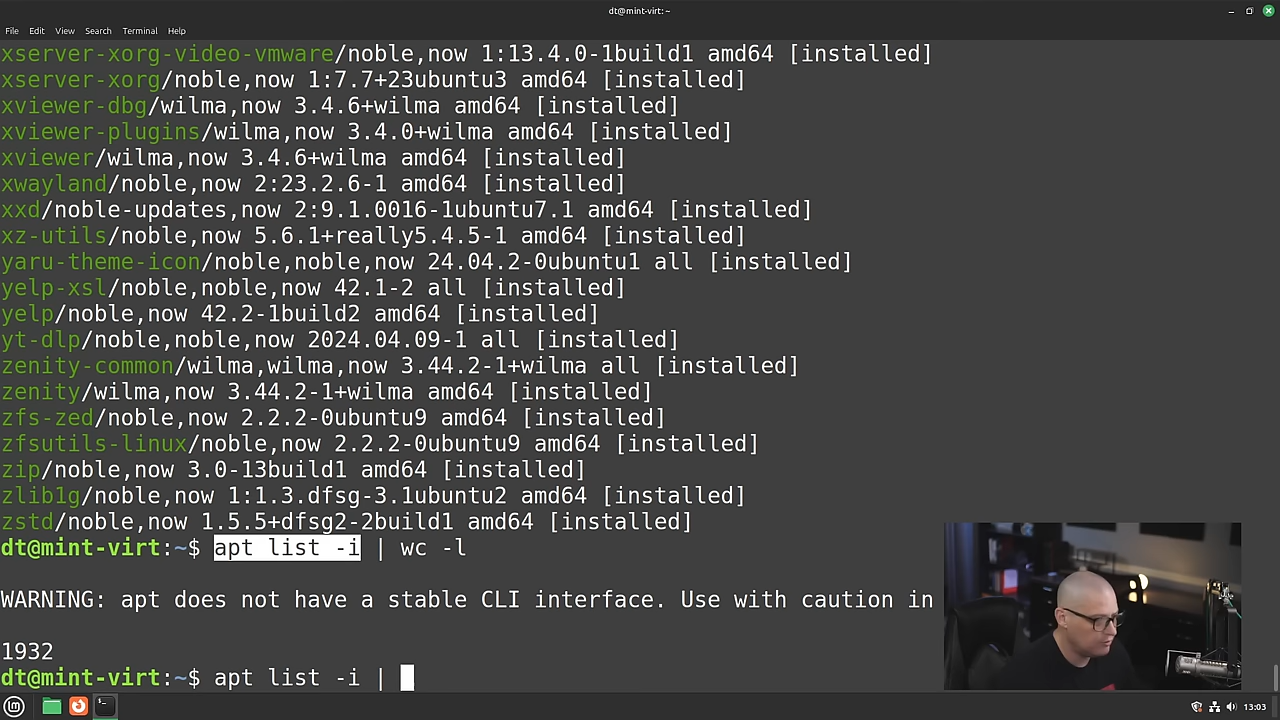 dt@mint-virt: ~
File Edit View Search Terminal Help
xserver-xorg-video-vmware/noble,now 1:13.4.0-1build1 amd64 [installed]
xserver-xorg/noble,now 1:7.7+23ubuntu3 amd64 [installed]
xviewer-dbg/wilma,now 3.4.6+wilma amd64 [installed]
xviewer-plugins/wilma,now 3.4.0+wilma amd64 [installed]
xviewer/wilma,now 3.4.6+wilma amd64 [installed]
xwayland/noble,now 2:23.2.6-1 amd64 [installed]
xxd/noble-updates,now 2:9.1.0016-1ubuntu7.1 amd64 [installed]
xz-utils/noble,now 5.6.1+really5.4.5-1 amd64 [installed]
yaru-theme-icon/noble,noble,now 24.04.2-0ubuntu1 all [installed]
yelp-xsl/noble,noble,now 42.1-2 all [installed]
yelp/noble,now 42.2-1build2 amd64 [installed]
yt-dlp/noble,noble,now 2024.04.09-1 all [installed]
zenity-common/wilma,wilma,now 3.44.2-1+wilma all [installed]
zenity/wilma,now 3.44.2-1+wilma amd64 [installed]
zfs-zed/noble,now 2.2.2-0ubuntu9 amd64 [installed]
zfsutils-linux/noble,now 2.2.2-0ubuntu9 amd64 [installed]
zip/noble,now 3.0-13build1 amd64 [installed]
zlib1g/noble,now 1:1.3.dfsg-3.1ubuntu2 amd64 [installed]
zstd/noble,now 1.5.5+dfsg2-2build1 amd64 [installed]
dt@mint-virt:~$ apt list -i | wc -l
WARNING: apt does not have a stable CLI interface. Use with caution in
1932
dt@mint-virt:~$ apt list -i |
13:03